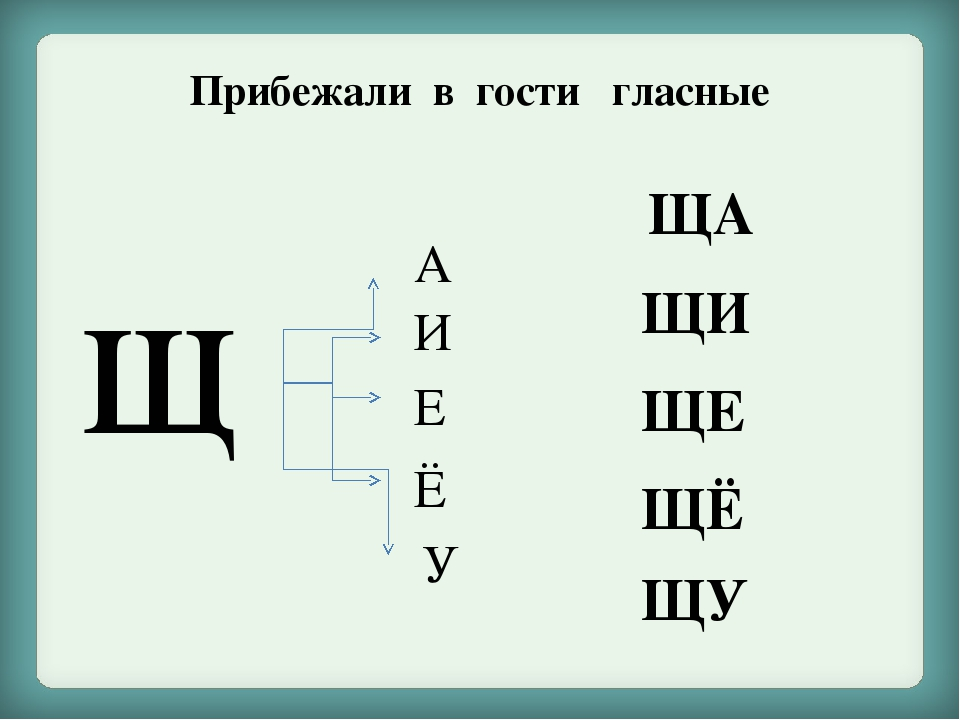 Прибежали в гости гласные
Щ
А
И
Е
Ё
У
ЩА
ЩИ
ЩЕ
ЩЁ
ЩУ